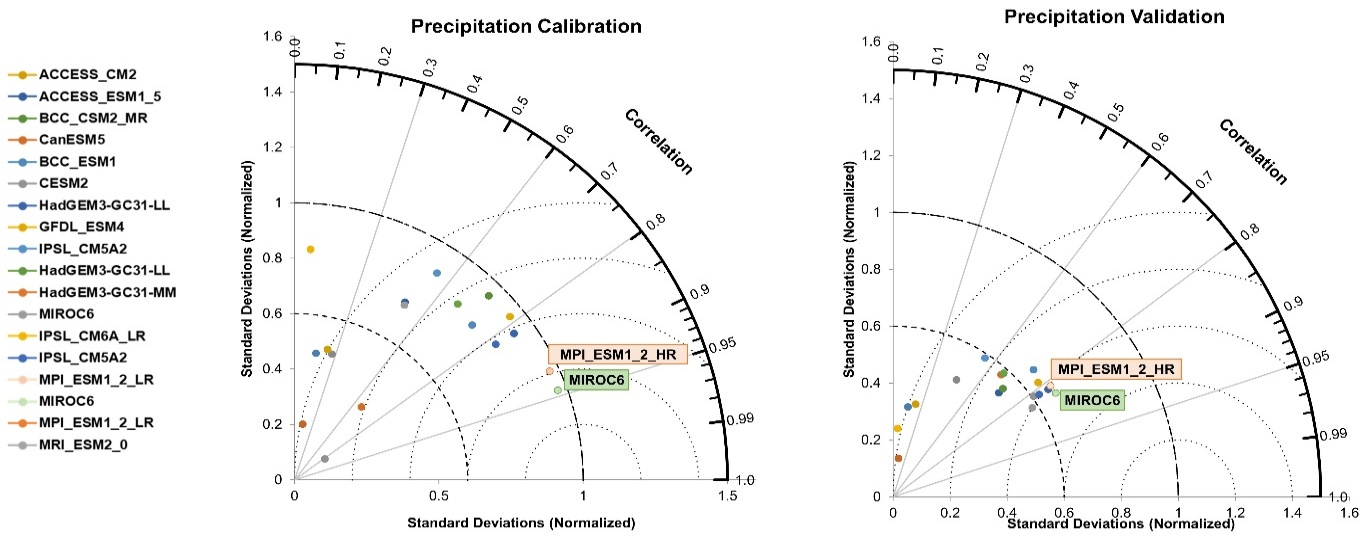 ACCESS_CM2
ACCESS_ESM1_5
BCC_CSM2_MR
CanESM5
BCC_ESM1
CESM2
HadGEM3-GC31-LL
GFDL_ESM4
IPSL_CM5A2
HadGEM3-GC31-LL
HadGEM3-GC31-MM
MIROC6
IPSL_CM6A_LR
IPSL_CM5A2
MPI_ESM1_2_LR
MIROC6
MPI_ESM1_2_LR
MRI_ESM2_0
Precipitation Calibration
Standard Deviations (Normalized)
1.6
1.4
1.2
1
0.8
0.6
0.4
0.2
0
0.0
0.1
0.2
0.3
0.4
0.5
0.6
0.7
0.8
0.9
0.95
0.99
1.0
Correlation
MPI_ESM1_2_HR
MIROC6
0
0.5
1
1.5
Standard Deviations (Normalized)
Precipitation Validation
Standard Deviations (Normalized)
1.6
1.4
1.2
1
0.8
0.6
0.4
0.2
0
0.0
0.1
0.2
0.3
0.4
0.5
0.6
0.7
0.8
0.9
0.95
0.99
1.0
Correlation
MPI_ESM1_2_HR
MIROC6
0
0.2
0.4
0.6
0.8
1
1.2
1.4
1.6
Standard Deviations (Normalized)